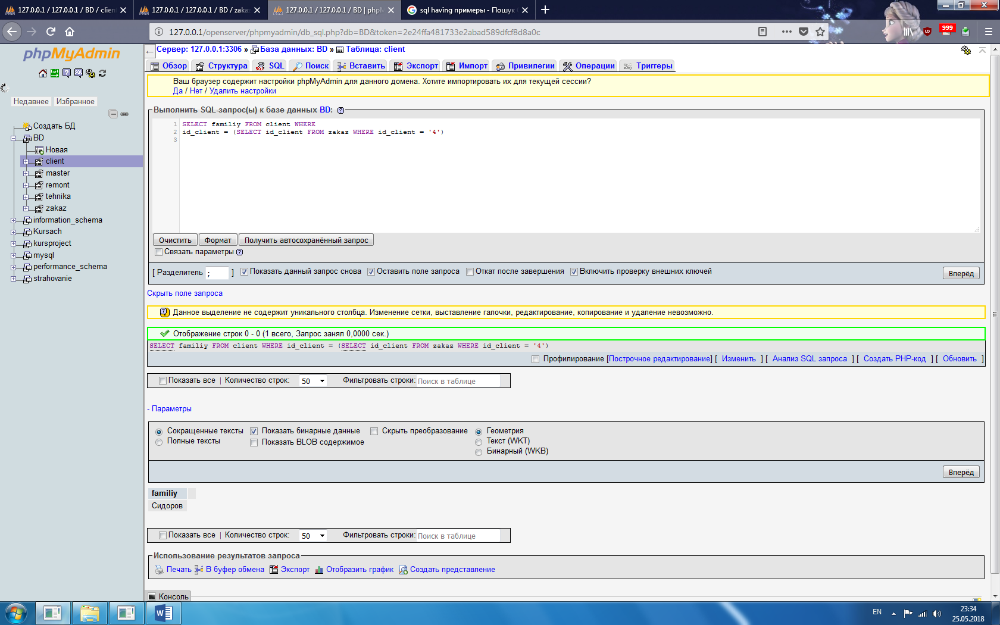 127.0.0.1 / 127.0.0.1 / BD / client
127.0.0.1 / 127.0.0.1 / BD / zakaz
127.0.0.1 / 127.0.0.1 / BD | phpM
sql having примеры - Пошук
127.0.0.1/openserver/phpmyadmin/db_sql.php?db=BD&token=2e24ffa481733e2abad589dfcf8d8a0c
999
phpMyAdmin
Недавнее
Избранное
Создать БД
BD
Новая
client
master
remont
tehnika
zakaz
information_schema
Kursach
kursproject
mysql
performance_schema
strahovanie
Сервер: 127.0.0.1:3306 » База данных: BD » Таблица: client
Обзор
Структура
SQL
Поиск
Вставить
Экспорт
Импорт
Привилегии
Операции
Триггеры
Ваш браузер содержит настройки phpMyAdmin для данного домена. Хотите импортировать их для текущей сессии?
Да / Нет / Удалить настройки
Выполнить SQL-запрос(ы) к базе данных BD:
1 SELECT familiy FROM client WHERE
2 id_client = (SELECT id_client FROM zakaz WHERE id_client = '4')
3
Очистить
Формат
Получить автосохранённый запрос
Связать параметры
[ Разделитель ; ]
Показать данный запрос снова
Оставить поле запроса
Откат после завершения
Включить проверку внешних ключей
Вперёд
Скрыть поле запроса
Данное выделение не содержит уникального столбца. Изменение сетки, выставление галочки, редактирование, копирование и удаление невозможно.
Отображение строк 0 - 0 (1 всего, Запрос занял 0,0000 сек.)
SELECT familiy FROM client WHERE id_client = (SELECT id_client FROM zakaz WHERE id_client = '4')
Профилирование [Построчное редактирование] [ Изменить ] [ Анализ SQL запроса ] [ Создать PHP-код ] [ Обновить ]
Показать все | Количество строк: 50 Фильтровать строки: Поиск в таблице
- Параметры
Сокращенные тексты
Показать бинарные данные
Скрыть преобразование
Геометрия
Полные тексты
Показать BLOB содержимое
Текст (WKT)
Бинарный (WKB)
Вперёд
familiy
Сидоров
Показать все | Количество строк: 50 Фильтровать строки: Поиск в таблице
Использование результатов запроса
Печать
В буфер обмена
Экспорт
Отобразить график
Создать представление
Консоль
EN
23:34
25.05.2018